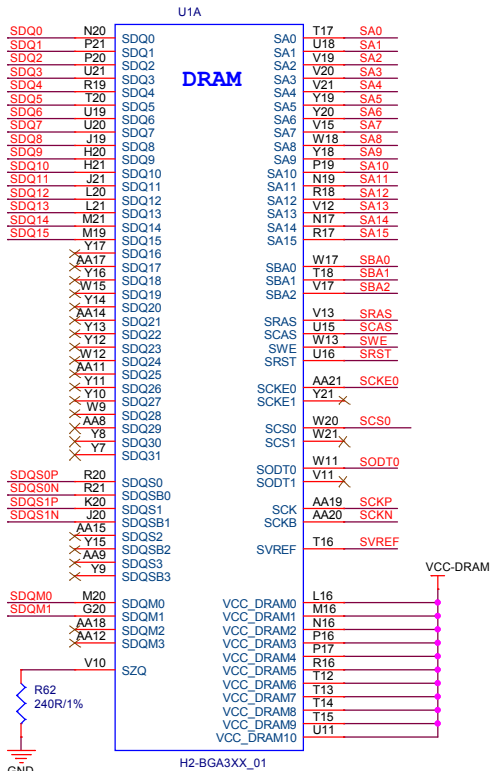 U1A
DRAM
SDQ0 N20 SDQ0 SA0 T17 SA0
SDQ1 P21 SDQ1 SA1 U18 SA1
SDQ2 P20 SDQ2 SA2 V19 SA2
SDQ3 U21 SDQ3 SA3 V20 SA3
SDQ4 R19 SDQ4 SA4 V21 SA4
SDQ5 T20 SDQ5 SA5 Y19 SA5
SDQ6 U19 SDQ6 SA6 Y20 SA6
SDQ7 U20 SDQ7 SA7 V15 SA7
SDQ8 J19 SDQ8 SA8 W18 SA8
SDQ9 H20 SDQ9 SA9 Y18 SA9
SDQ10 H21 SDQ10 SA10 P19 SA10
SDQ11 J21 SDQ11 SA11 N19 SA11
SDQ12 L20 SDQ12 SA12 R18 SA12
SDQ13 L21 SDQ13 SA13 V12 SA13
SDQ14 M21 SDQ14 SA14 N17 SA14
SDQ15 M19 SDQ15 SA15 R17 SA15
Y17 SDQ16
AA17 SDQ17 SBA0 W17 SBA0
Y16 SDQ18 SBA1 T18 SBA1
W15 SDQ19 SBA2 V17 SBA2
Y14 SDQ20
AA14 SDQ21 SRAS V13 SRAS
Y13 SDQ22 SCAS U15 SCAS
Y12 SDQ23 SWE W13 SWE
W12 SDQ24 SRST U16 SRST
AA11 SDQ25
Y11 SDQ26 SCKE0 AA21 SCKE0
Y10 SDQ27 SCKE1 Y21
W9 SDQ28
AA8 SDQ29 SCS0 W20 SCS0
Y8 SDQ30 SCS1 W21
Y7 SDQ31
SODT0 W11 SODT0
SDQS0P R20 SDQS0 SODT1 V11
SDQS0N R21 SDQSB0
SDQS1P K20 SDQS1 SCK AA19 SCKP
SDQS1N J20 SDQSB1 SCKB AA20 SCKN
AA15 SDQS2
Y15 SDQSB2 SVREF T16 SVREF
AA9 SDQS3
Y9 SDQSB3
VCC-DRAM
SDQM0 M20 SDQM0 VCC_DRAM0 L16
SDQM1 G20 SDQM1 VCC_DRAM1 M16
AA18 SDQM2 VCC_DRAM2 N16
AA12 SDQM3 VCC_DRAM3 P16
VCC_DRAM4 P17
V10 SZQ VCC_DRAM5 R16
VCC_DRAM6 T12
R62 VCC_DRAM7 T13
240R/1% VCC_DRAM8 T14
VCC_DRAM9 T15
VCC_DRAM10 U11
GND
H2-BGA3XX_01